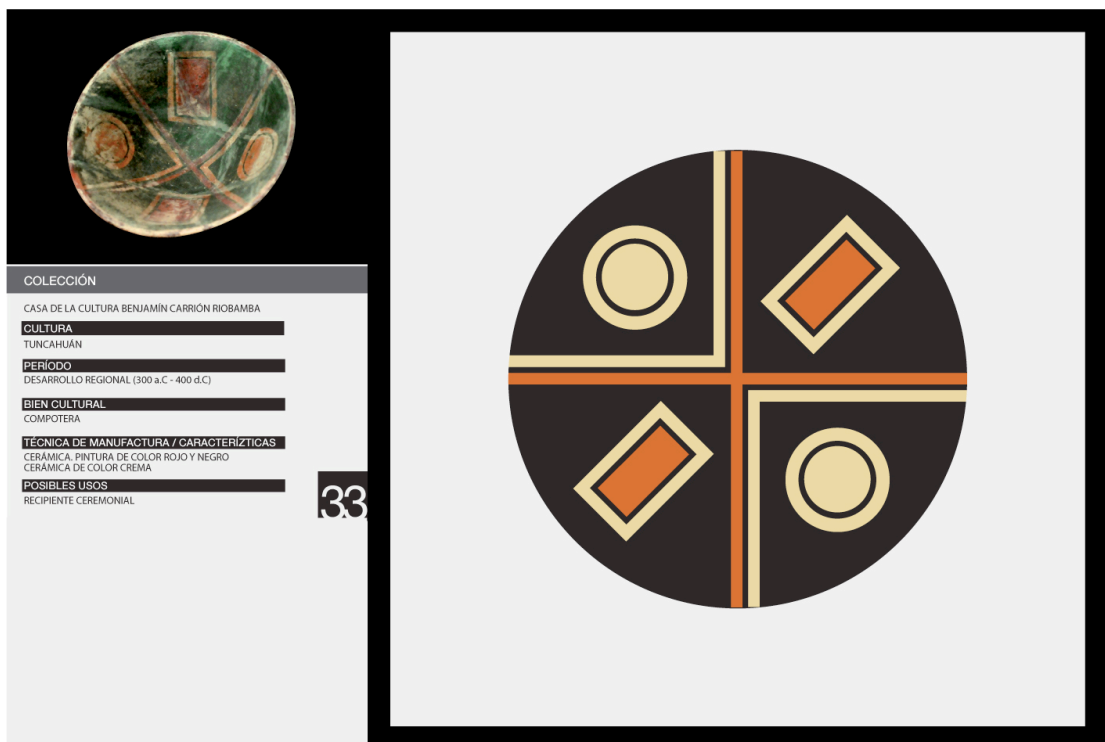 COLECCIÓN
CASA DE LA CULTURA BENJAMÍN CARRIÓN RIOBAMBA
CULTURA
TUNCAHUÁN
PERÍODO
DESARROLLO REGIONAL (300 a.C - 400 d.C)
BIEN CULTURAL
COMPOTERA
TÉCNICA DE MANUFACTURA / CARACTERÍZTICAS
CERÁMICA. PINTURA DE COLOR ROJO Y NEGRO
CERÁMICA DE COLOR CREMA
POSIBLES USOS
RECIPIENTE CEREMONIAL
33